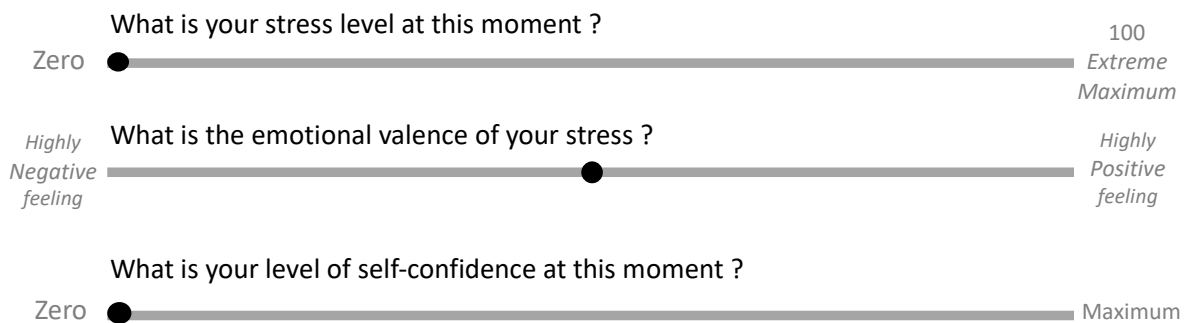 What is your stress level at this moment ?
Zero
100
Extreme
Maximum
What is the emotional valence of your stress ?
Highly
Negative
feeling
Highly
Positive
feeling
What is your level of self-confidence at this moment ?
Zero
Maximum